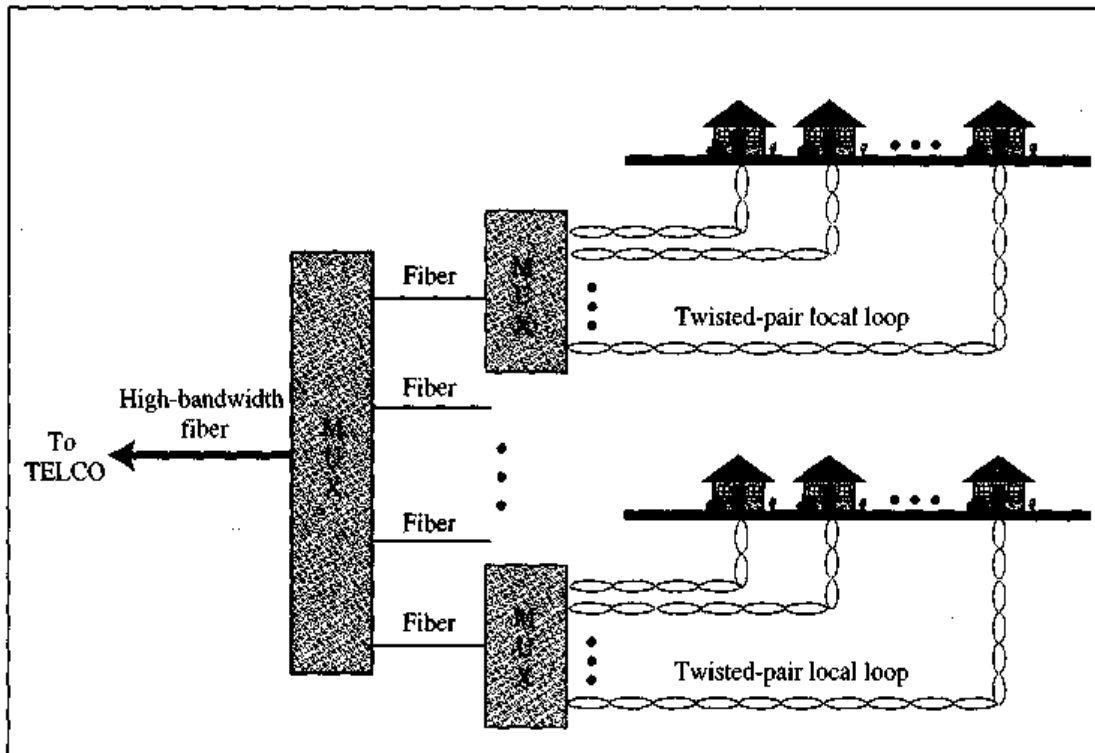 Fiber
M
U
X
Twisted-pair local loop
Fiber
High-bandwidth
fiber
To
TELCO
M
U
X
Fiber
Fiber
M
U
X
Twisted-pair local loop